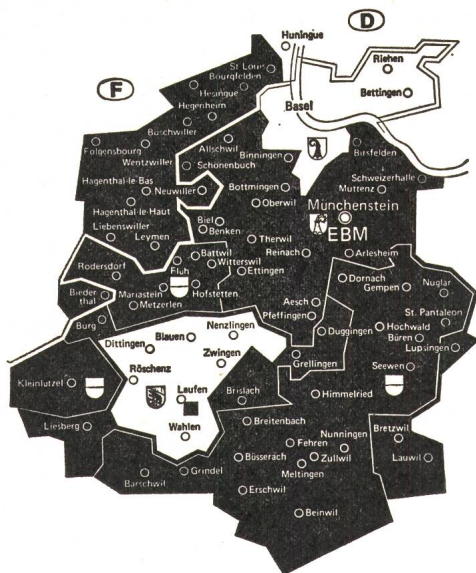 D
Huningue
F
St. Louis
Bourgfelden
Hésingue
Hegenheim
Riehen
Bettingen
Basel
Buschwiller
Folgensbourg
Wentzwiller
Allschwil
Schönenbuch
Binningen
Birsfelden
Schweizerhalle
Muttenz
Hagenthal-le-Bas
Neuwiller
Bottmingen
Oberwil
Münchenstein
EBM
Hagenthal-le-Haut
Liebenswiller
Leymen
Biel
Benken
Therwil
Reinach
Arlesheim
Rodersdorf
Flüh
Bättwil
Witterswil
Ettingen
Dornach
Gempen
Nuglar
Biederthal
Mariastein
Metzerlen
Hofstetten
Aesch
Pfeffingen
St. Pantaleon
Hochwald
Büren
Lupsingen
Burg
Nenzlingen
Blauen
Dittingen
Zwingen
Duggingen
Grellingen
Seewen
Röschenz
Kleinlützel
Laufen
Brislach
Himmelried
Liesberg
Wahlen
Breitenbach
Bretzwil
Nunningen
Fehren
Zullwil
Lauwil
Büsserach
Meltingen
Grindel
Bärschwil
Erschwil
Beinwil